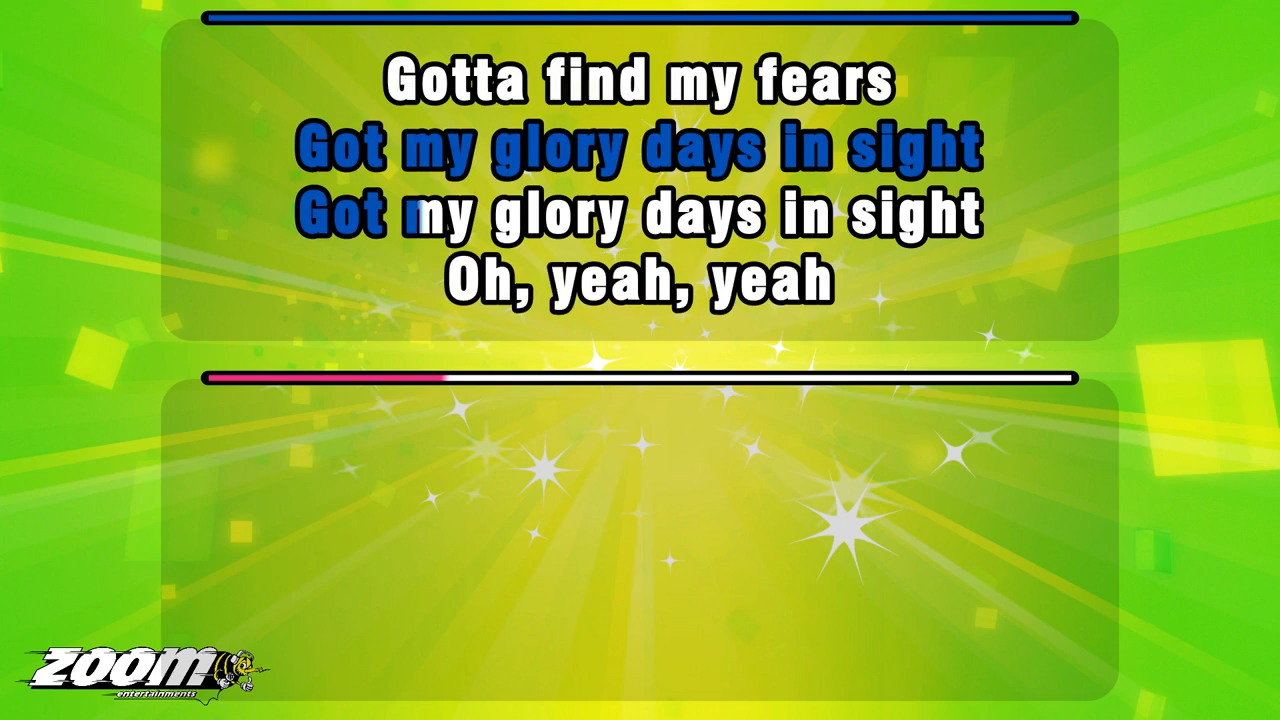 Gotta find my fears
Got my glory days in sight
Got my glory days in sight
Oh, yeah, yeah
ZOOM
entertainments